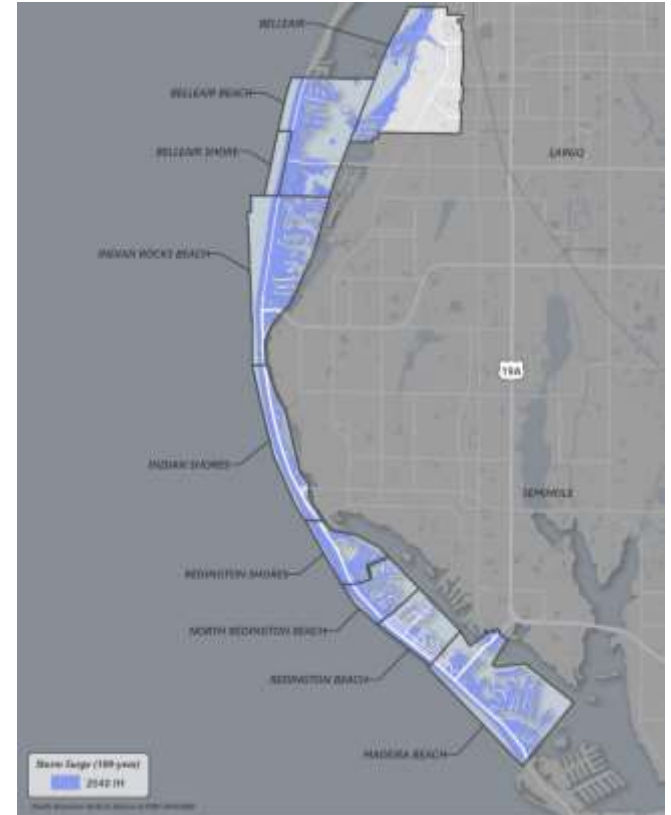 BELLEAIR
BELLEAIR BEACH
BELLEAIR SHORE
LARGO
INDIAN ROCKS BEACH
19A
INDIAN SHORES
SEMINOLE
REDINGTON SHORES
NORTH REDINGTON BEACH
REDINGTON BEACH
MADEIRA BEACH
Storm Surge (100-year)
2040 IH